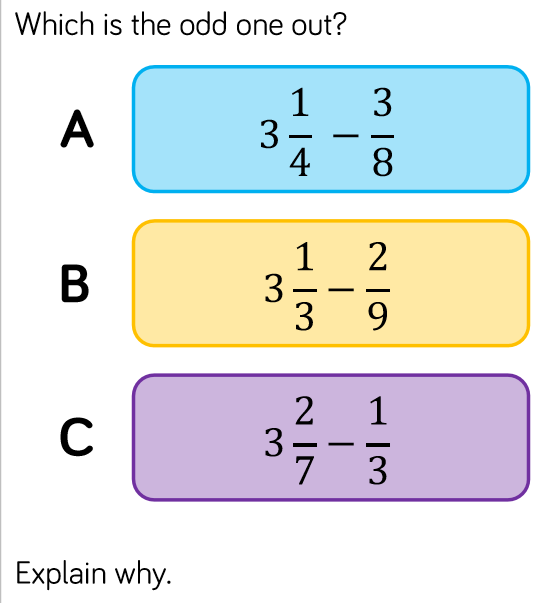 Which is the odd one out?
A 3 1/4 − 3/8
B 3 1/3 − 2/9
C 3 2/7 − 1/3
Explain why.